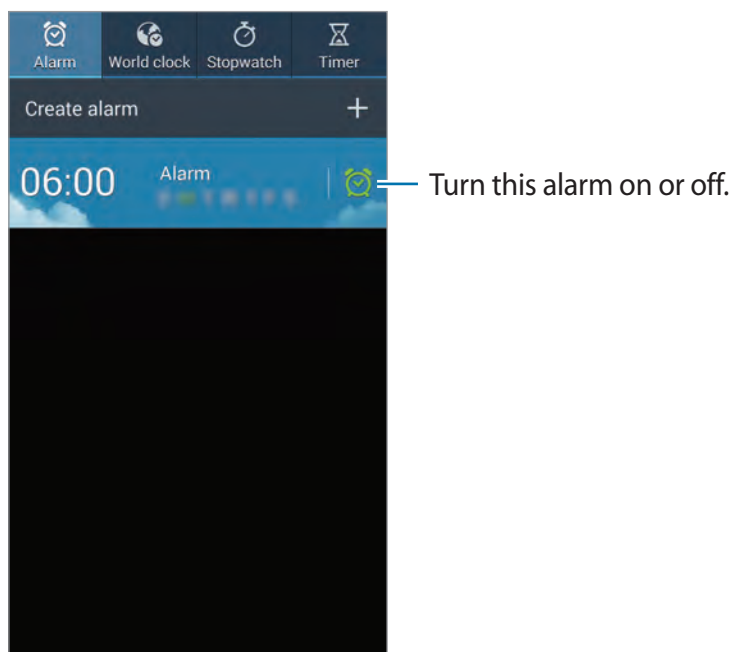 Alarm World clock Stopwatch Timer
Create alarm +
06:00 Alarm
Turn this alarm on or off.